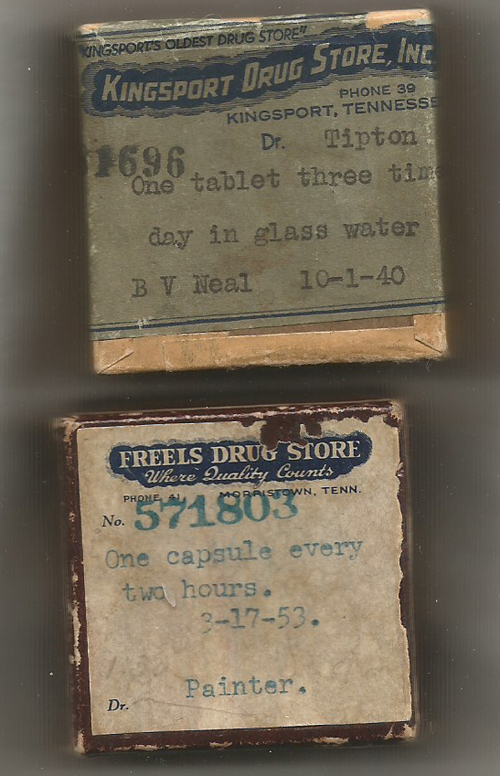 KINGSPORT'S OLDEST DRUG STORE"
KINGSPORT DRUG STORE, INC
PHONE 39
KINGSPORT, TENNESSE
Dr. Tipton
1696
One tablet three tim
day in glass water
B V Neal 10-1-40
FREELS DRUG STORE
Where Quality Counts
PHONE MORRISTOWN, TENN.
No. 571803
One capsule every
two hours.
3-17-53.
Painter.
Dr.